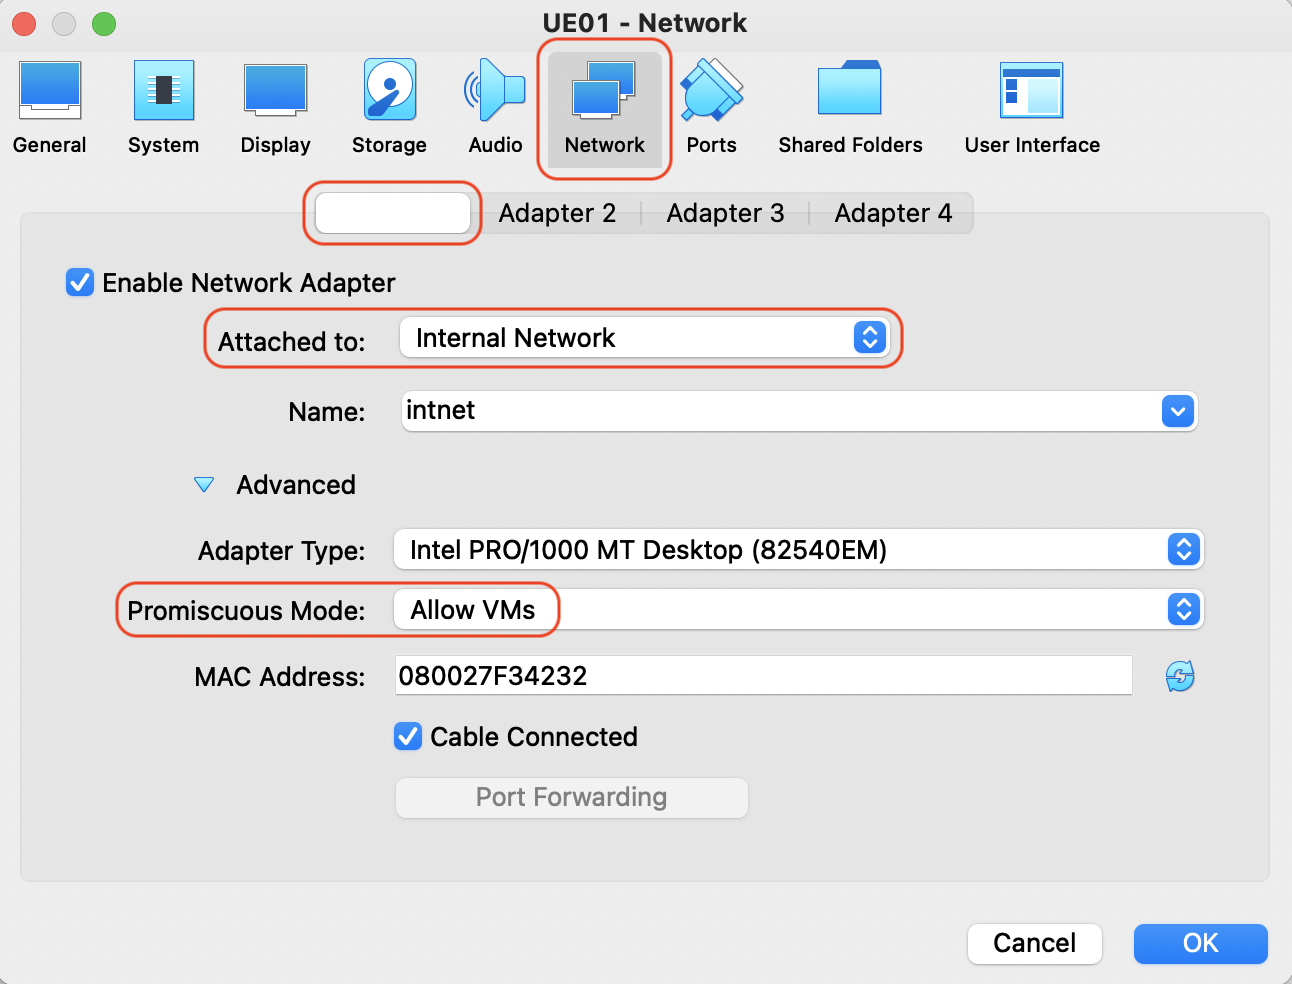 UE01 - Network
General System Display Storage Audio Network Ports Shared Folders User Interface
Adapter 2 Adapter 3 Adapter 4
Enable Network Adapter
Attached to: Internal Network
Name: intnet
Advanced
Adapter Type: Intel PRO/1000 MT Desktop (82540EM)
Promiscuous Mode: Allow VMs
MAC Address: 080027F34232
Cable Connected
Port Forwarding
Cancel OK